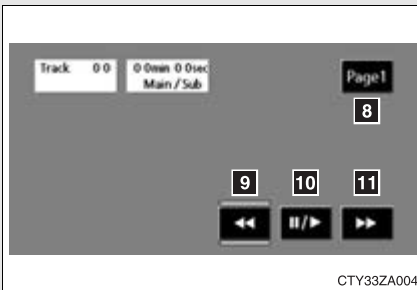 Track 0 0
0 0min 0 0sec
Main / Sub
Page1
8
9 10 11
CTY33ZA004